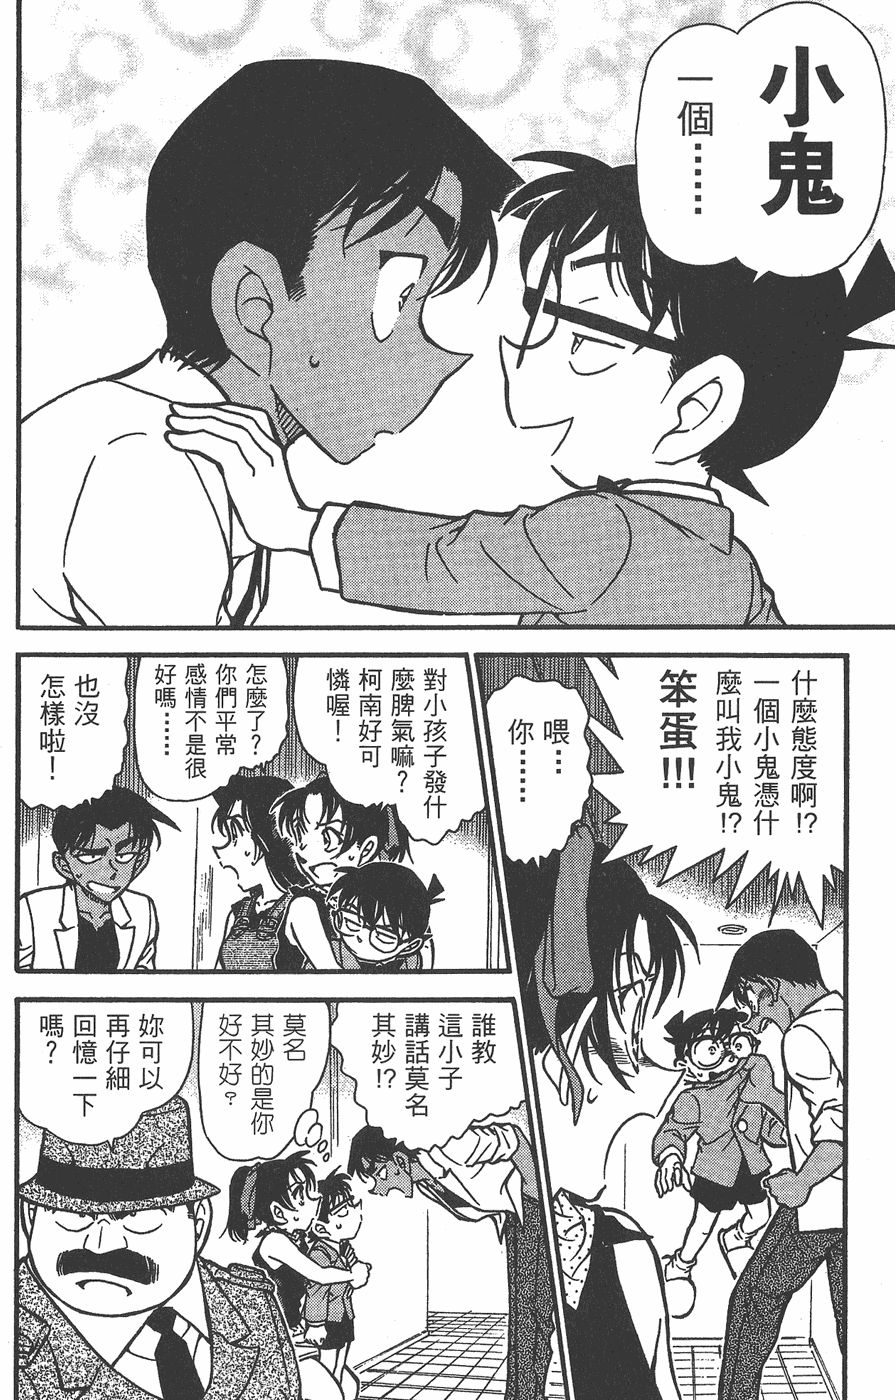 小鬼
一個……
什麼態度啊!?
一個小鬼憑什
麼叫我小鬼!?
笨蛋!!!
喂…
你……
對小孩子發什
麼脾氣嘛?
柯南好可
憐喔!
怎麼了?
你們平常
感情不是很
好嗎……
也沒
怎樣啦!
誰教
這小子
講話莫名
其妙!?
莫名
其妙的是你
好不好?
妳可以
再仔細
回憶一下
嗎?